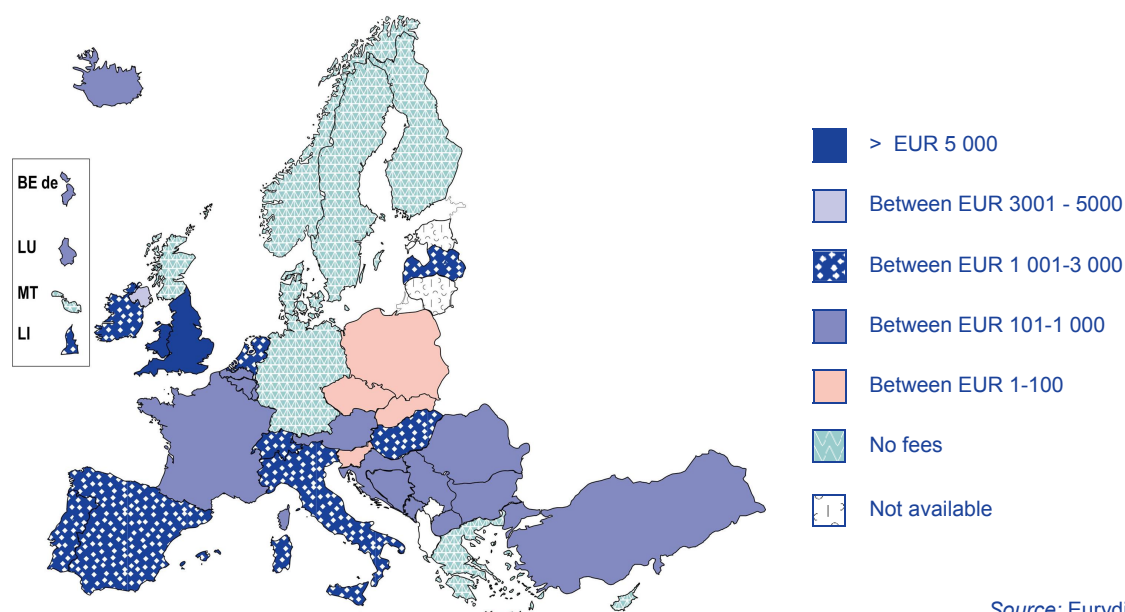 BE de
LU
MT
LI
> EUR 5 000
Between EUR 3001 - 5000
Between EUR 1 001-3 000
Between EUR 101-1 000
Between EUR 1-100
No fees
Not available
Source: